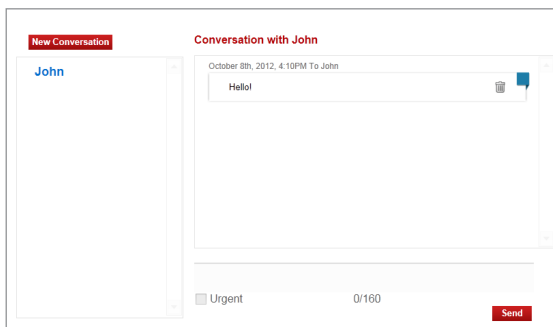 New Conversation
Conversation with John
John
October 8th, 2012, 4:10PM To John
Hello!
Urgent
0/160
Send